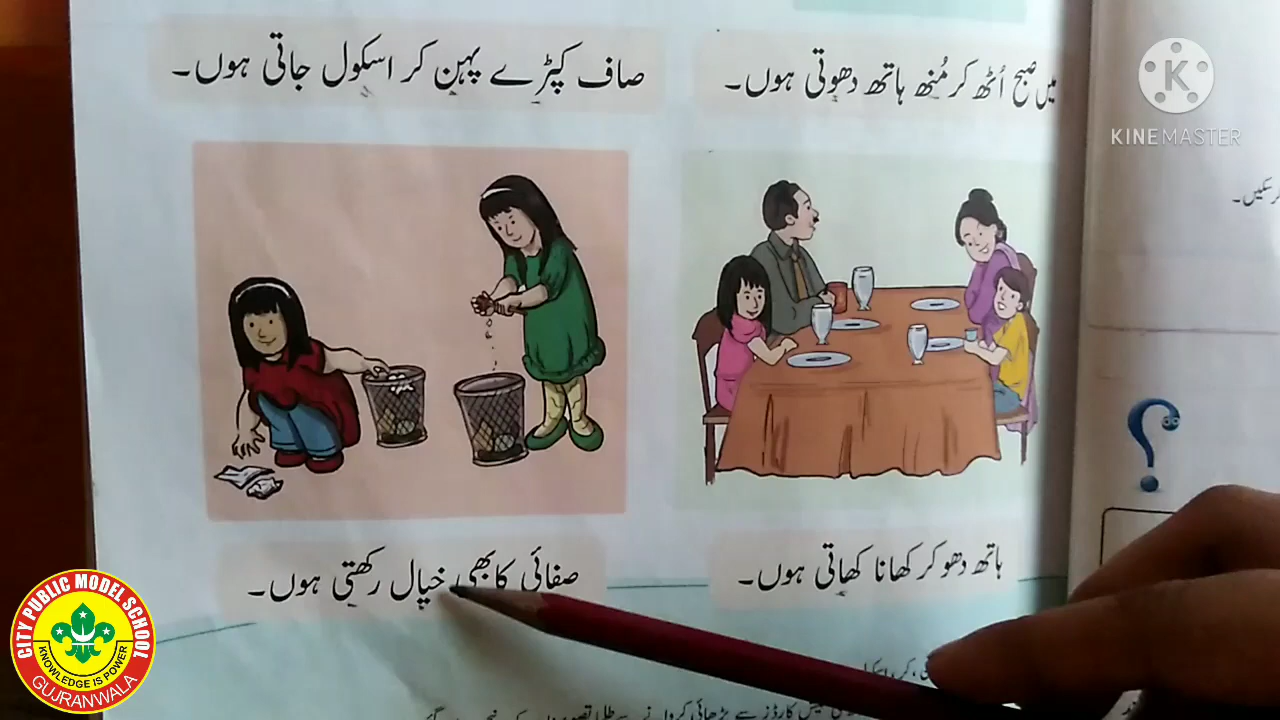 میں صبح اُٹھ کر مُنھ ہاتھ دھوتی ہوں۔
صاف کپڑے پہن کر اسکول جاتی ہوں۔
ہاتھ دھو کر کھانا کھاتی ہوں۔
صفائی کا بھی خیال رکھتی ہوں۔
KINEMASTER
K
CITY PUBLIC MODEL SCHOOL
KNOWLEDGE IS POWER
GUJRANWALA